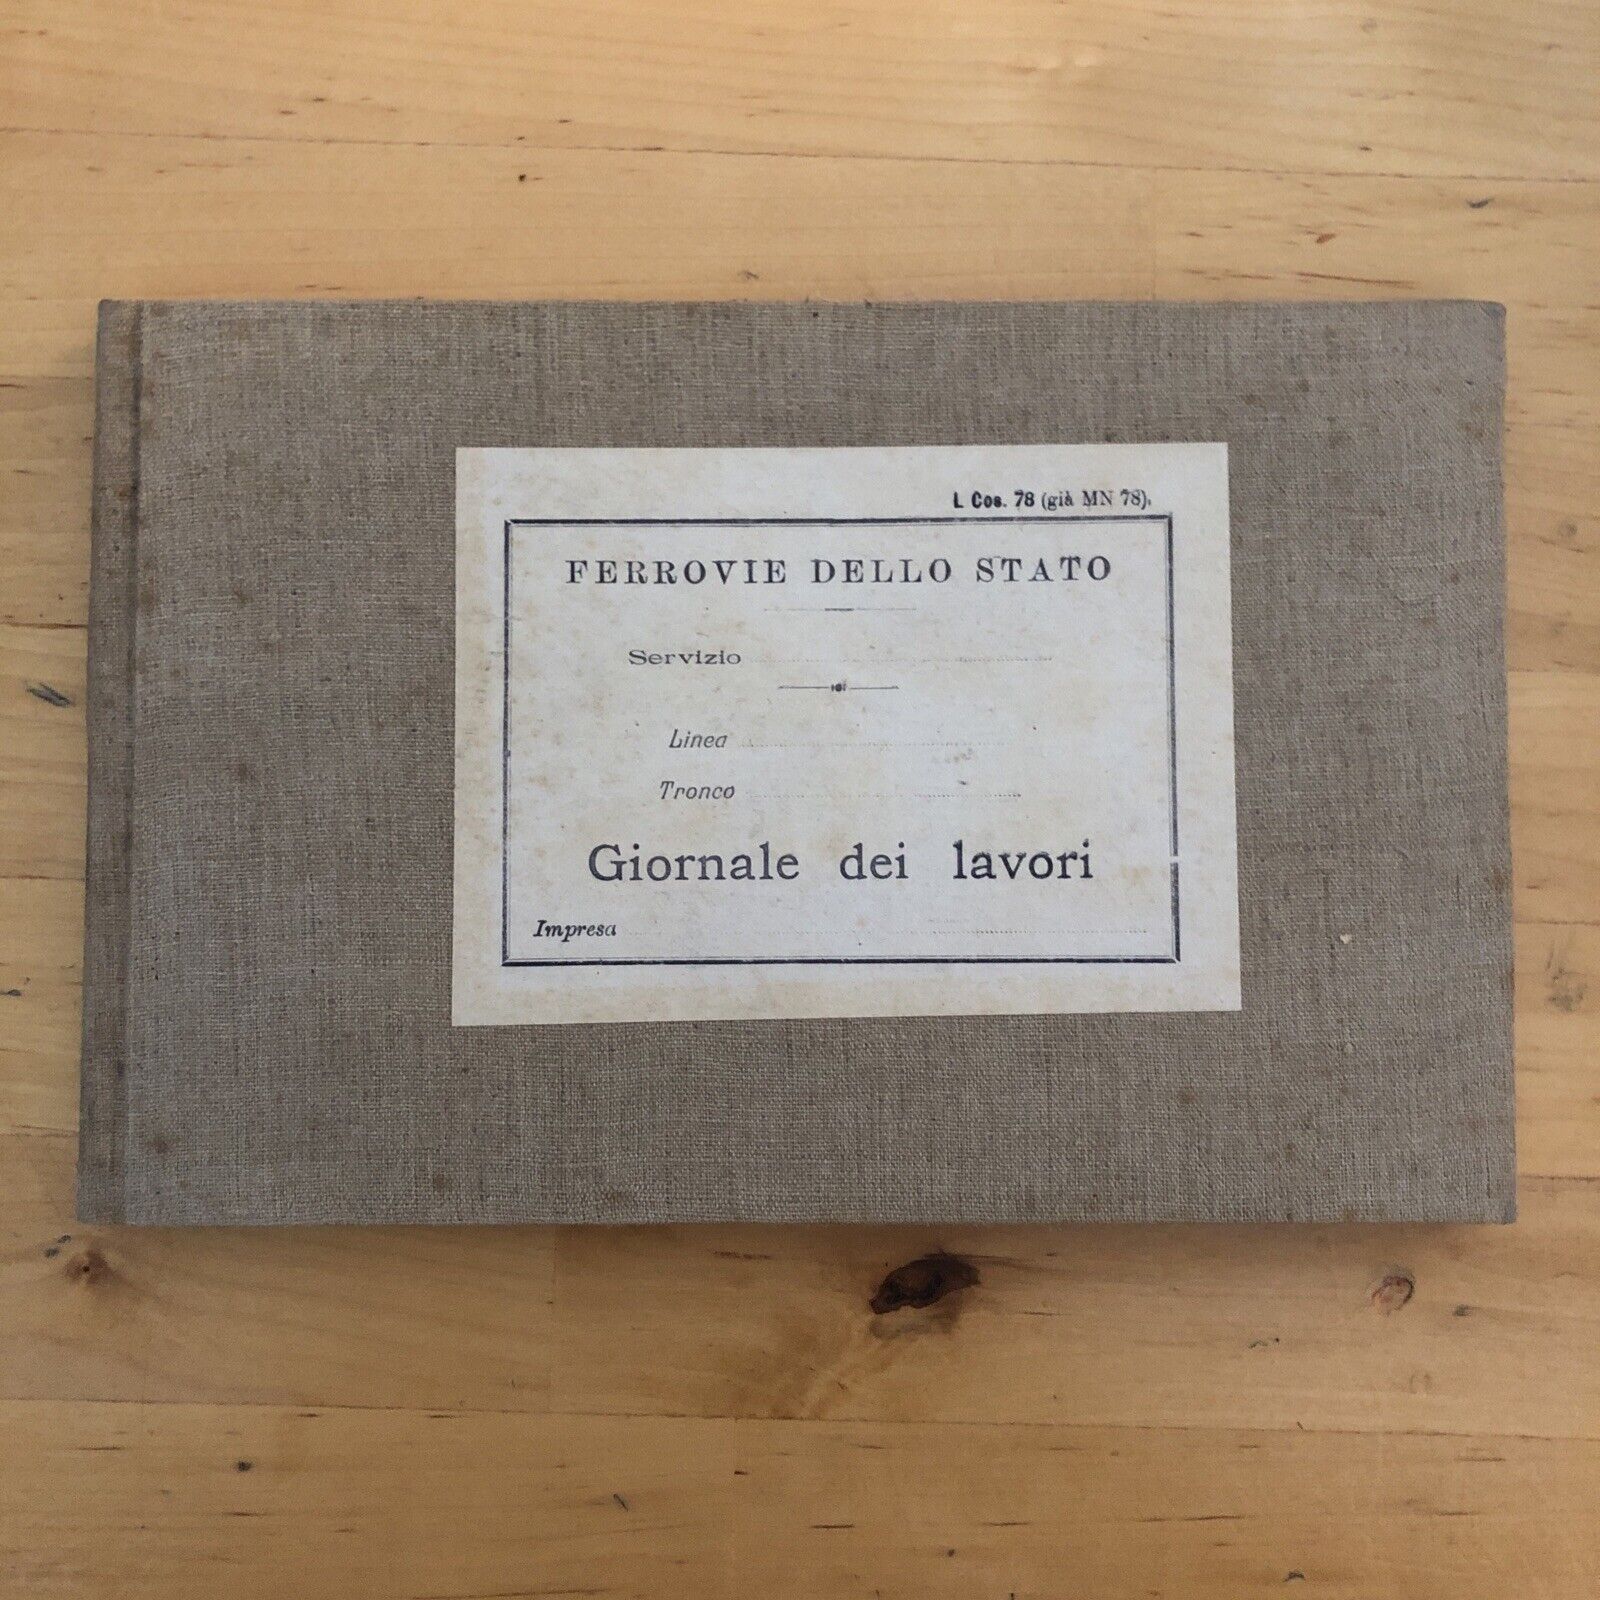 L Cos. 78 (già MN 78).
FERROVIE DELLO STATO
Servizio
Linea
Tronco
Giornale dei lavori
Impresa